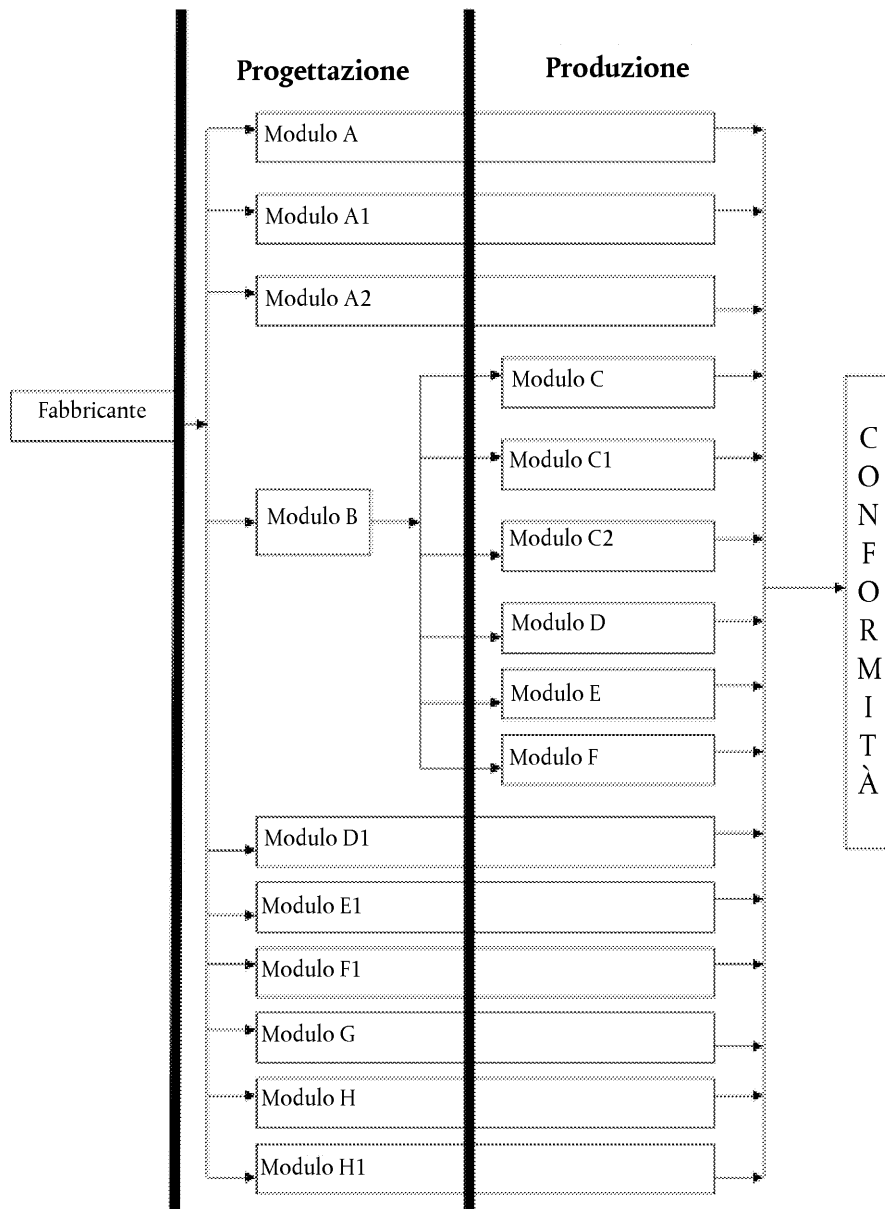 Progettazione
Produzione
Modulo A
Modulo A1
Modulo A2
Fabbricante
Modulo B
Modulo C
Modulo C1
Modulo C2
Modulo D
Modulo E
Modulo F
Modulo D1
Modulo E1
Modulo F1
Modulo G
Modulo H
Modulo H1
C
O
N
F
O
R
M
I
T
À